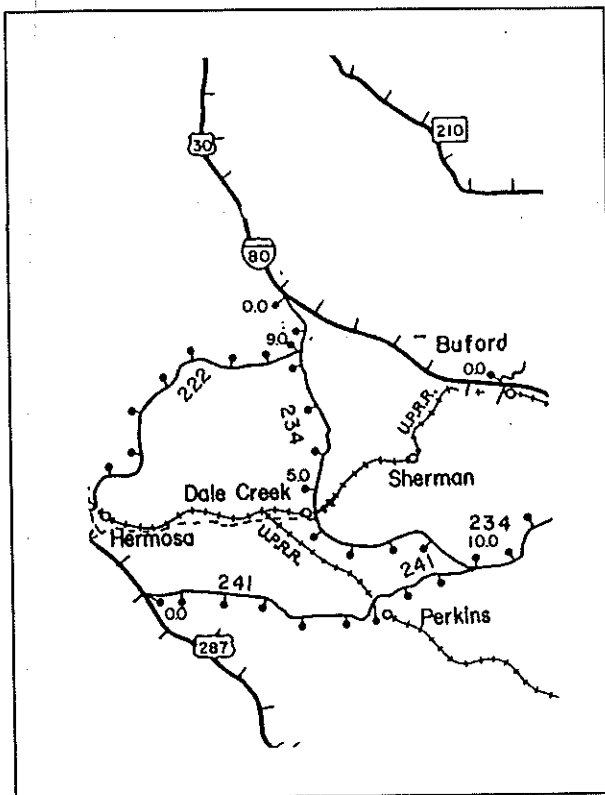 30
210
80
0.0
9.0
Buford
0.0
222
234
U.P.R.R.
5.0
Sherman
Dale Creek
Hermosa
234
10.0
U.P.R.R.
241
241
0.0
Perkins
287